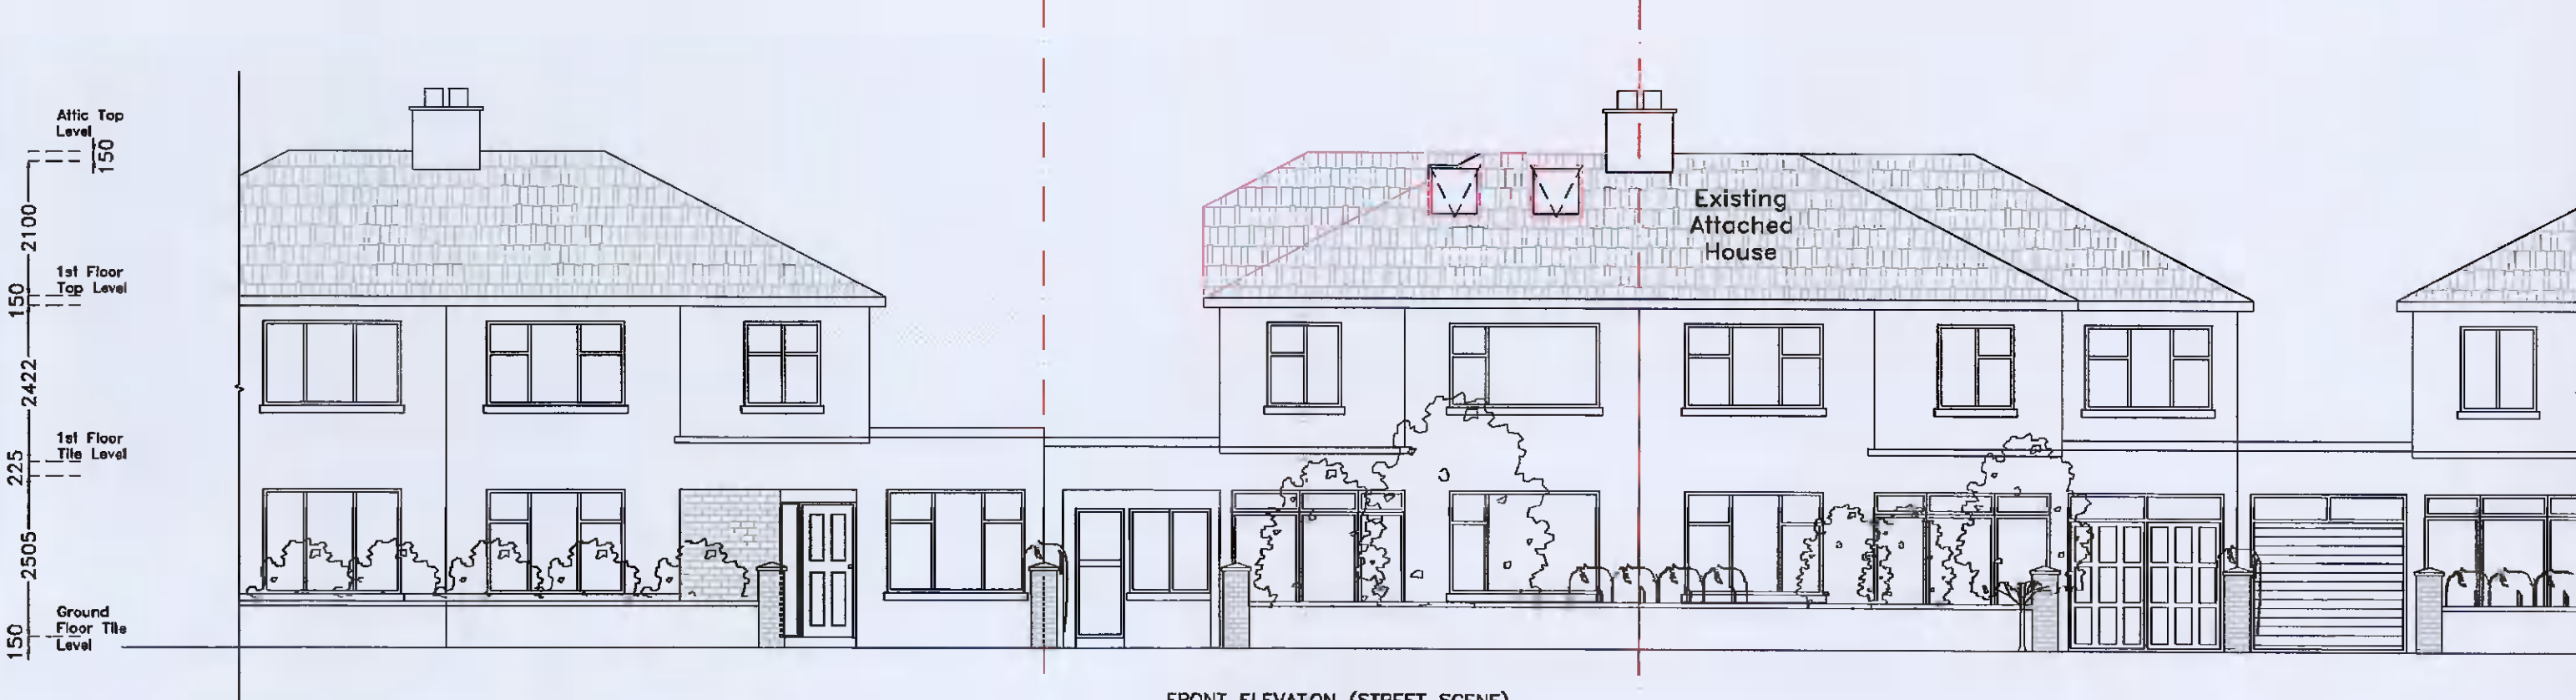 Attic Top
Level
150
2100
1st Floor
Top Level
150
2422
1st Floor
Tile Level
225
2505
Ground
Floor Tile
Level
150
Existing
Attached
House
FRONT ELEVATON (STREET SCENE)